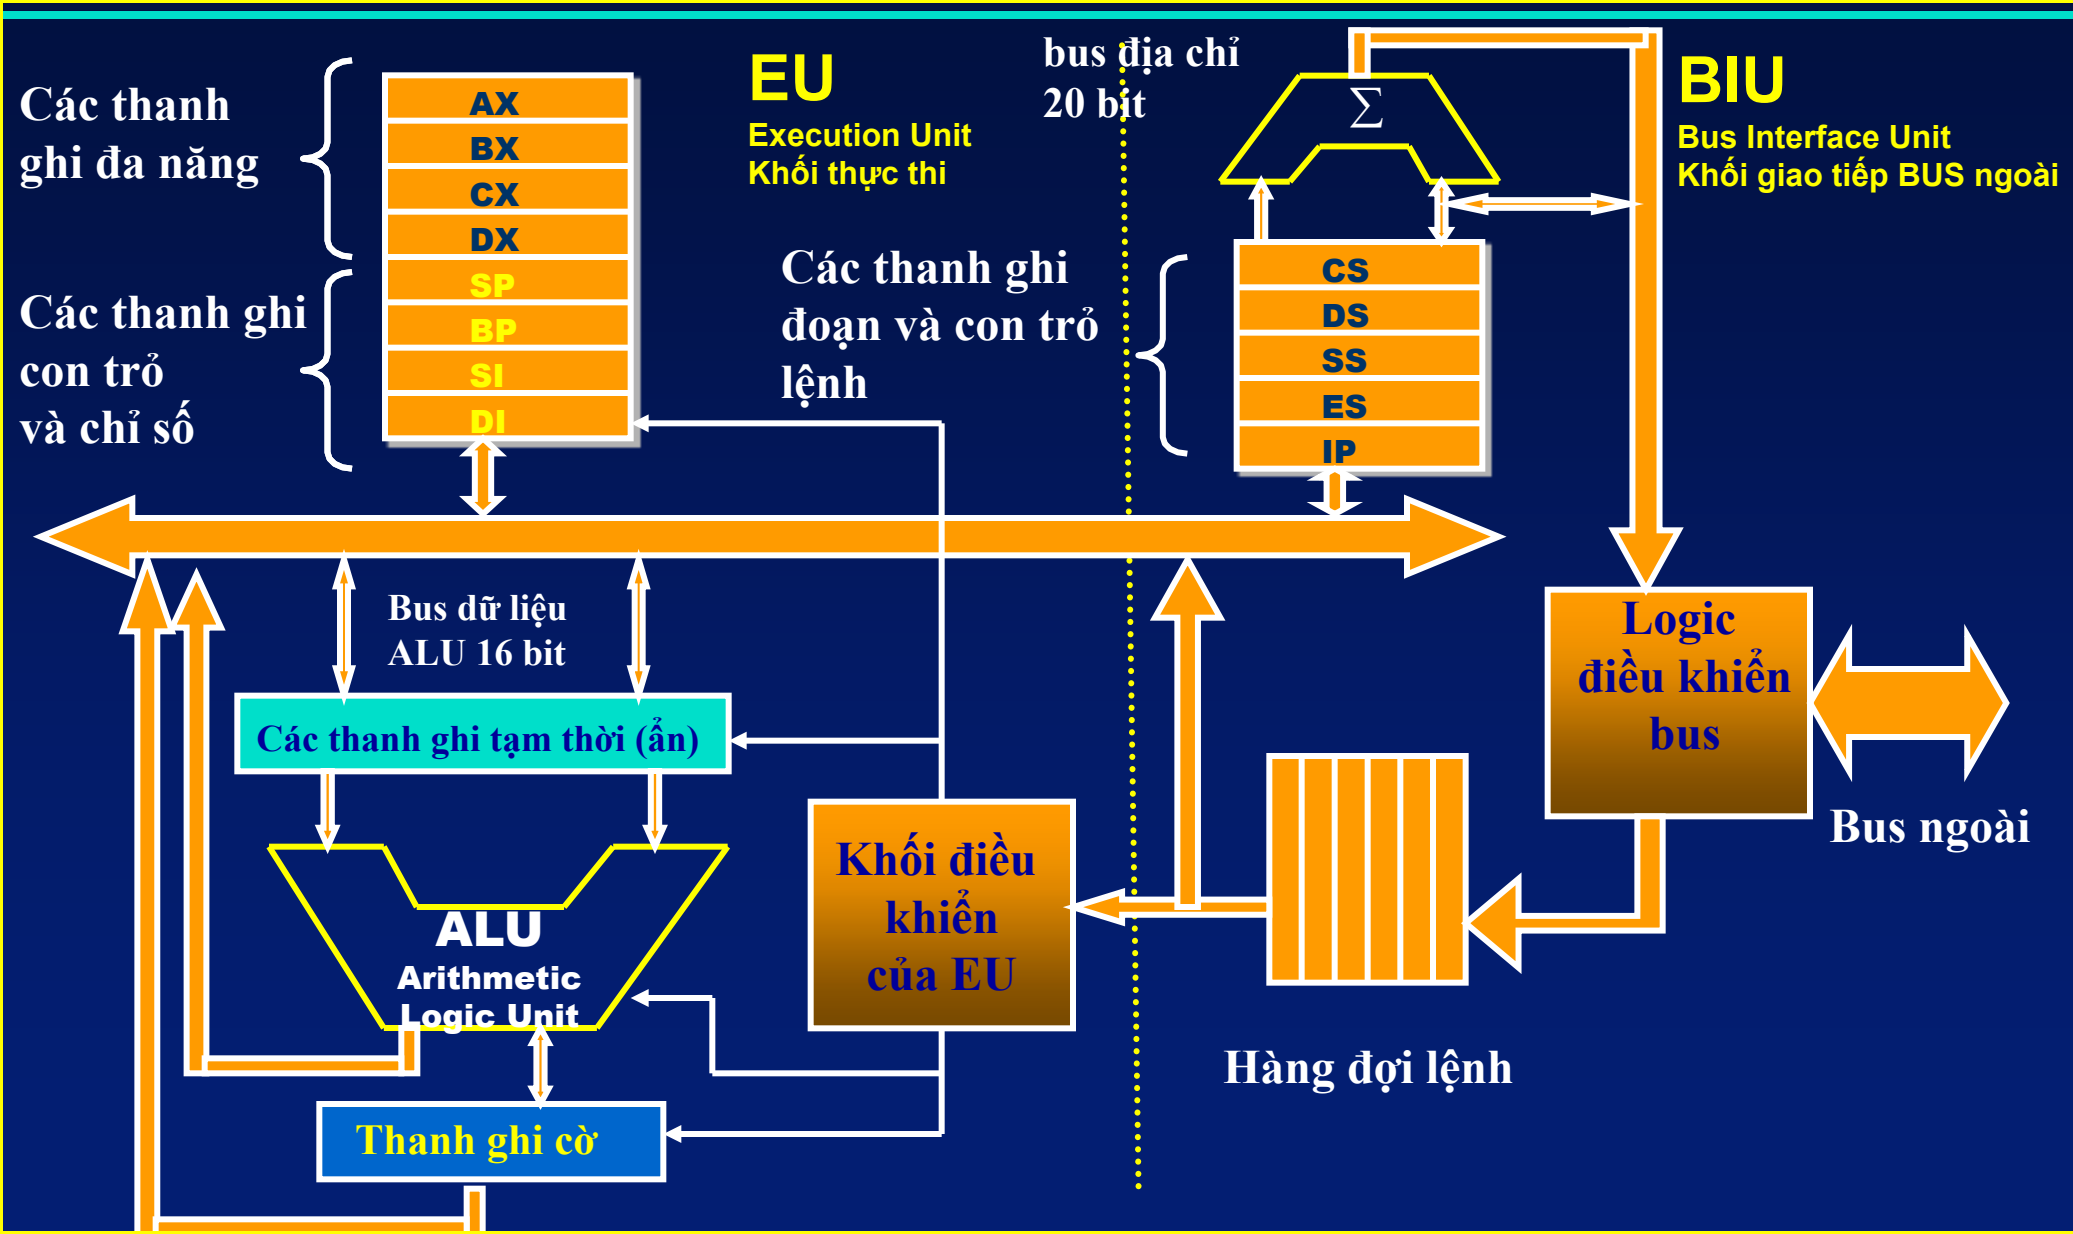 Các thanh
ghi đa năng
AX
BX
CX
DX
SP
BP
SI
DI
Các thanh ghi
con trỏ
và chỉ số
EU
Execution Unit
Khối thực thi
bus địa chỉ
20 bit
Σ
BIU
Bus Interface Unit
Khối giao tiếp BUS ngoài
Các thanh ghi
đoạn và con trỏ
lệnh
CS
DS
SS
ES
IP
Bus dữ liệu
ALU 16 bit
Các thanh ghi tạm thời (ẩn)
ALU
Arithmetic
Logic Unit
Thanh ghi cờ
Khối điều
khiển
của EU
Hàng đợi lệnh
Logic
điều khiển
bus
Bus ngoài